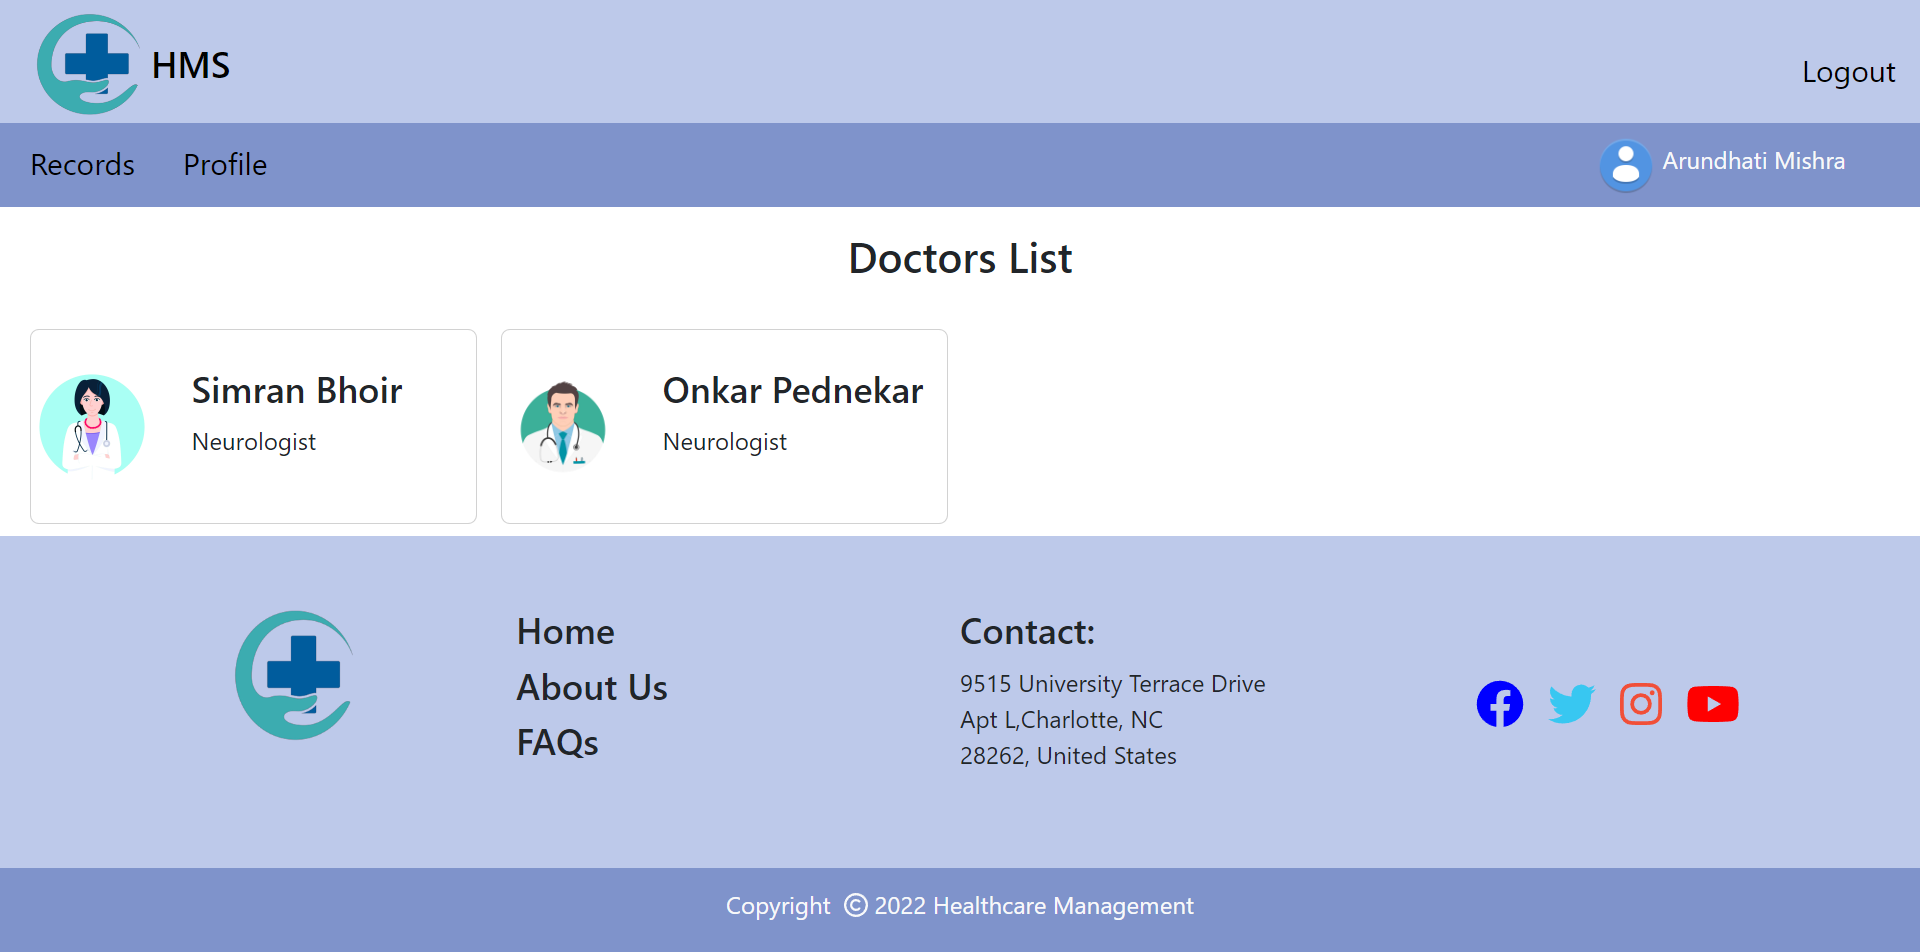 HMS
Logout
Records
Profile
Arundhati Mishra
Doctors List
Simran Bhoir
Neurologist
Onkar Pednekar
Neurologist
Home
About Us
FAQs
Contact:
9515 University Terrace Drive
Apt L,Charlotte, NC
28262, United States
Copyright © 2022 Healthcare Management